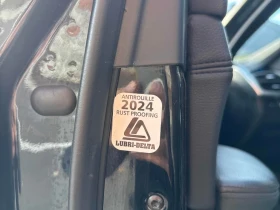 ANTIROUILLE
2024
RUST PROOFING
LUBRI-DELTA